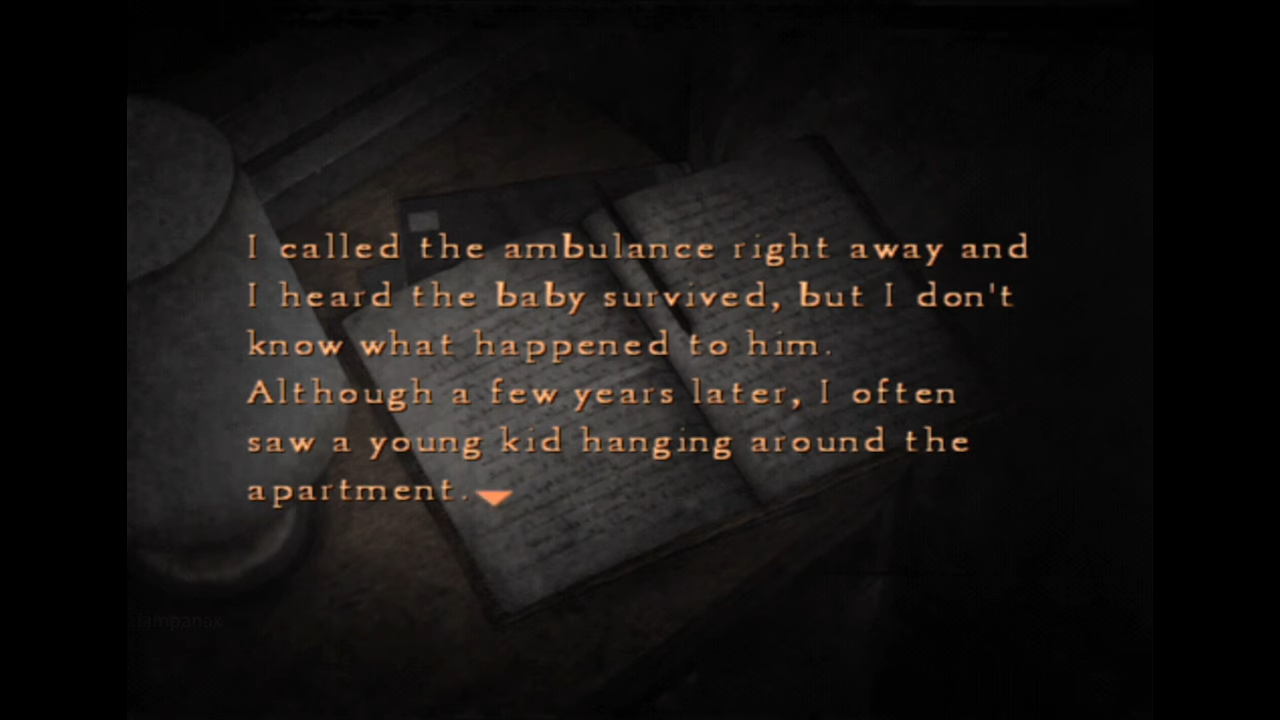 I called the ambulance right away and
I heard the baby survived, but I don't
know what happened to him.
Although a few years later, I often
saw a young kid hanging around the
apartment.